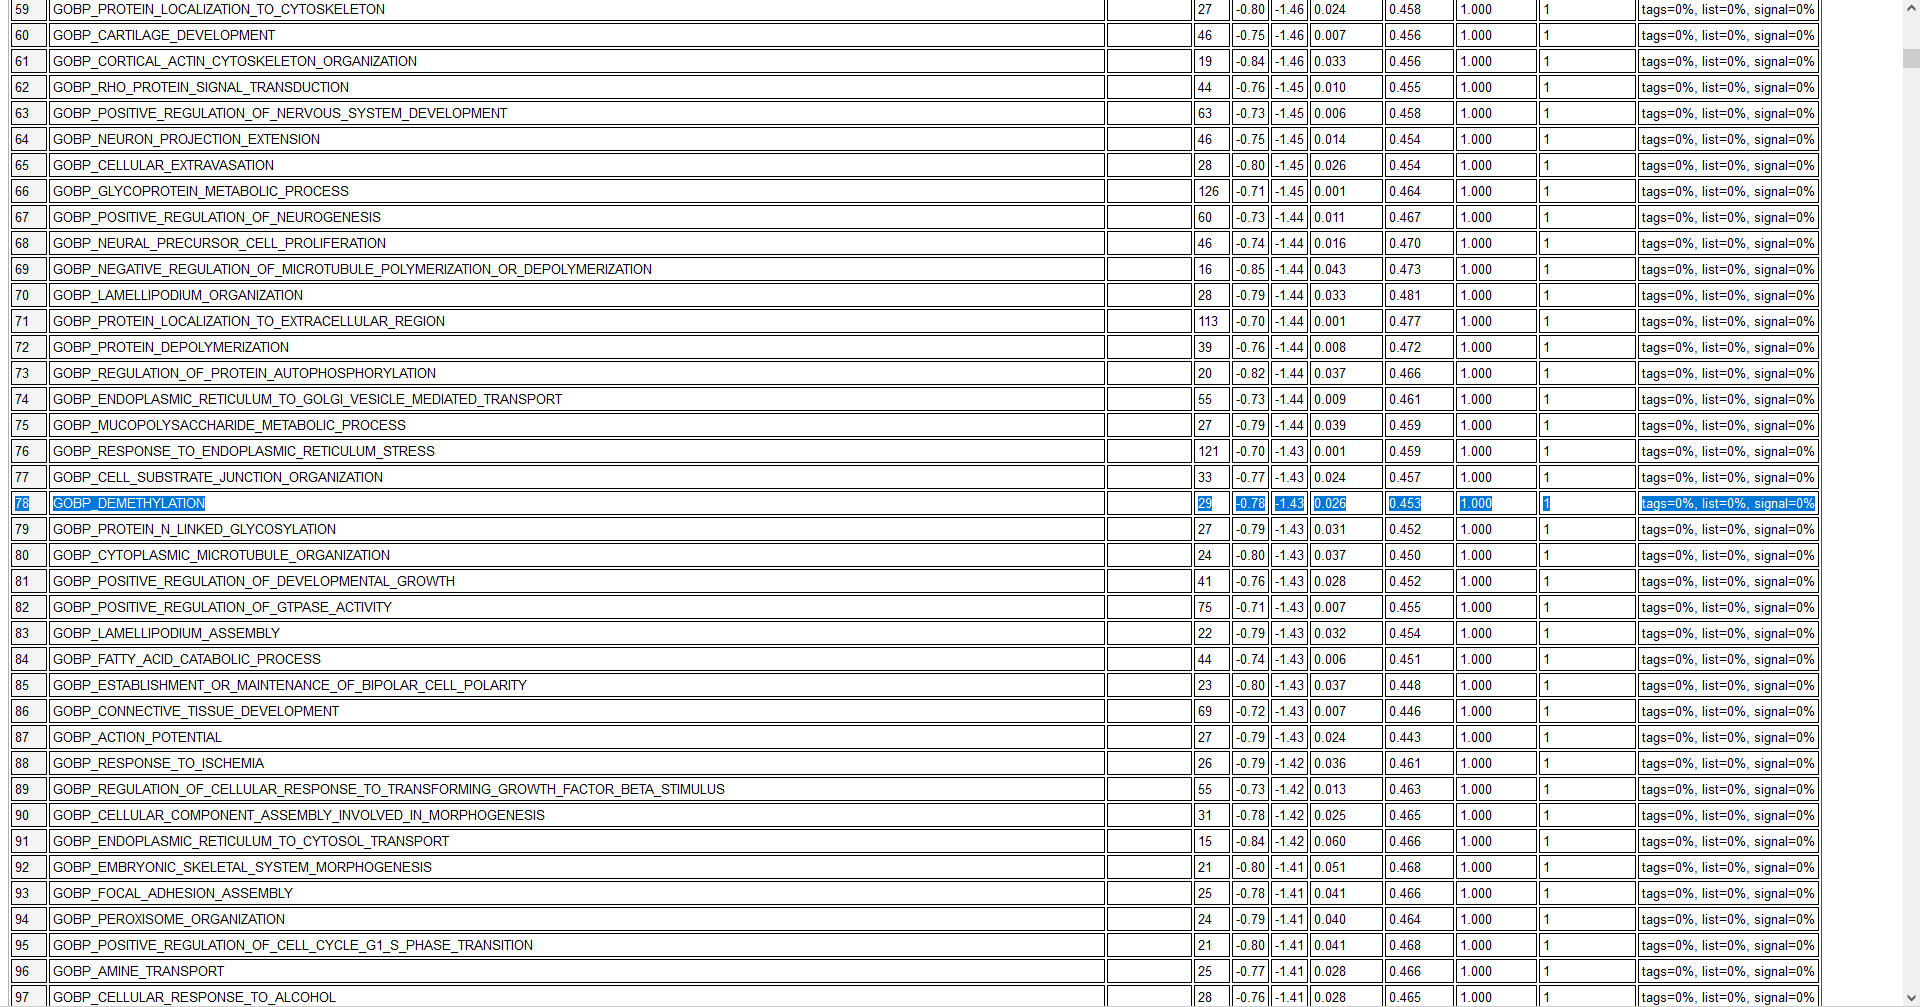 59 GOBP_PROTEIN_LOCALIZATION_TO_CYTOSKELETON 27 -0.80 -1.46 0.024 0.458 1.000 1 tags=0%, list=0%, signal=0%
60 GOBP_CARTILAGE_DEVELOPMENT 46 -0.75 -1.46 0.007 0.456 1.000 1 tags=0%, list=0%, signal=0%
61 GOBP_CORTICAL_ACTIN_CYTOSKELETON_ORGANIZATION 19 -0.84 -1.46 0.033 0.456 1.000 1 tags=0%, list=0%, signal=0%
62 GOBP_RHO_PROTEIN_SIGNAL_TRANSDUCTION 44 -0.76 -1.45 0.010 0.455 1.000 1 tags=0%, list=0%, signal=0%
63 GOBP_POSITIVE_REGULATION_OF_NERVOUS_SYSTEM_DEVELOPMENT 63 -0.73 -1.45 0.006 0.458 1.000 1 tags=0%, list=0%, signal=0%
64 GOBP_NEURON_PROJECTION_EXTENSION 46 -0.75 -1.45 0.014 0.454 1.000 1 tags=0%, list=0%, signal=0%
65 GOBP_CELLULAR_EXTRAVASATION 28 -0.80 -1.45 0.026 0.454 1.000 1 tags=0%, list=0%, signal=0%
66 GOBP_GLYCOPROTEIN_METABOLIC_PROCESS 126 -0.71 -1.45 0.001 0.464 1.000 1 tags=0%, list=0%, signal=0%
67 GOBP_POSITIVE_REGULATION_OF_NEUROGENESIS 60 -0.73 -1.44 0.011 0.467 1.000 1 tags=0%, list=0%, signal=0%
68 GOBP_NEURAL_PRECURSOR_CELL_PROLIFERATION 46 -0.74 -1.44 0.016 0.470 1.000 1 tags=0%, list=0%, signal=0%
69 GOBP_NEGATIVE_REGULATION_OF_MICROTUBULE_POLYMERIZATION_OR_DEPOLYMERIZATION 16 -0.85 -1.44 0.043 0.473 1.000 1 tags=0%, list=0%, signal=0%
70 GOBP_LAMELLIPODIUM_ORGANIZATION 28 -0.79 -1.44 0.033 0.481 1.000 1 tags=0%, list=0%, signal=0%
71 GOBP_PROTEIN_LOCALIZATION_TO_EXTRACELLULAR_REGION 113 -0.70 -1.44 0.001 0.477 1.000 1 tags=0%, list=0%, signal=0%
72 GOBP_PROTEIN_DEPOLYMERIZATION 39 -0.76 -1.44 0.008 0.472 1.000 1 tags=0%, list=0%, signal=0%
73 GOBP_REGULATION_OF_PROTEIN_AUTOPHOSPHORYLATION 20 -0.82 -1.44 0.037 0.466 1.000 1 tags=0%, list=0%, signal=0%
74 GOBP_ENDOPLASMIC_RETICULUM_TO_GOLGI_VESICLE_MEDIATED_TRANSPORT 55 -0.73 -1.44 0.009 0.461 1.000 1 tags=0%, list=0%, signal=0%
75 GOBP_MUCOPOLYSACCHARIDE_METABOLIC_PROCESS 27 -0.79 -1.44 0.039 0.459 1.000 1 tags=0%, list=0%, signal=0%
76 GOBP_RESPONSE_TO_ENDOPLASMIC_RETICULUM_STRESS 121 -0.70 -1.43 0.001 0.459 1.000 1 tags=0%, list=0%, signal=0%
77 GOBP_CELL_SUBSTRATE_JUNCTION_ORGANIZATION 33 -0.77 -1.43 0.024 0.457 1.000 1 tags=0%, list=0%, signal=0%
78 GOBP_DEMETHYLATION 29 -0.78 -1.43 0.026 0.453 1.000 1 tags=0%, list=0%, signal=0%
79 GOBP_PROTEIN_N_LINKED_GLYCOSYLATION 27 -0.79 -1.43 0.031 0.452 1.000 1 tags=0%, list=0%, signal=0%
80 GOBP_CYTOPLASMIC_MICROTUBULE_ORGANIZATION 24 -0.80 -1.43 0.037 0.450 1.000 1 tags=0%, list=0%, signal=0%
81 GOBP_POSITIVE_REGULATION_OF_DEVELOPMENTAL_GROWTH 41 -0.76 -1.43 0.028 0.452 1.000 1 tags=0%, list=0%, signal=0%
82 GOBP_POSITIVE_REGULATION_OF_GTPASE_ACTIVITY 75 -0.71 -1.43 0.007 0.455 1.000 1 tags=0%, list=0%, signal=0%
83 GOBP_LAMELLIPODIUM_ASSEMBLY 22 -0.79 -1.43 0.032 0.454 1.000 1 tags=0%, list=0%, signal=0%
84 GOBP_FATTY_ACID_CATABOLIC_PROCESS 44 -0.74 -1.43 0.006 0.451 1.000 1 tags=0%, list=0%, signal=0%
85 GOBP_ESTABLISHMENT_OR_MAINTENANCE_OF_BIPOLAR_CELL_POLARITY 23 -0.80 -1.43 0.037 0.448 1.000 1 tags=0%, list=0%, signal=0%
86 GOBP_CONNECTIVE_TISSUE_DEVELOPMENT 69 -0.72 -1.43 0.007 0.446 1.000 1 tags=0%, list=0%, signal=0%
87 GOBP_ACTION_POTENTIAL 27 -0.79 -1.43 0.024 0.443 1.000 1 tags=0%, list=0%, signal=0%
88 GOBP_RESPONSE_TO_ISCHEMIA 26 -0.79 -1.42 0.036 0.461 1.000 1 tags=0%, list=0%, signal=0%
89 GOBP_REGULATION_OF_CELLULAR_RESPONSE_TO_TRANSFORMING_GROWTH_FACTOR_BETA_STIMULUS 55 -0.73 -1.42 0.013 0.463 1.000 1 tags=0%, list=0%, signal=0%
90 GOBP_CELLULAR_COMPONENT_ASSEMBLY_INVOLVED_IN_MORPHOGENESIS 31 -0.78 -1.42 0.025 0.465 1.000 1 tags=0%, list=0%, signal=0%
91 GOBP_ENDOPLASMIC_RETICULUM_TO_CYTOSOL_TRANSPORT 15 -0.84 -1.42 0.060 0.466 1.000 1 tags=0%, list=0%, signal=0%
92 GOBP_EMBRYONIC_SKELETAL_SYSTEM_MORPHOGENESIS 21 -0.80 -1.41 0.051 0.468 1.000 1 tags=0%, list=0%, signal=0%
93 GOBP_FOCAL_ADHESION_ASSEMBLY 25 -0.78 -1.41 0.041 0.466 1.000 1 tags=0%, list=0%, signal=0%
94 GOBP_PEROXISOME_ORGANIZATION 24 -0.79 -1.41 0.040 0.464 1.000 1 tags=0%, list=0%, signal=0%
95 GOBP_POSITIVE_REGULATION_OF_CELL_CYCLE_G1_S_PHASE_TRANSITION 21 -0.80 -1.41 0.041 0.468 1.000 1 tags=0%, list=0%, signal=0%
96 GOBP_AMINE_TRANSPORT 25 -0.77 -1.41 0.028 0.466 1.000 1 tags=0%, list=0%, signal=0%
97 GOBP_CELLULAR_RESPONSE_TO_ALCOHOL 28 -0.76 -1.41 0.028 0.465 1.000 1 tags=0%, list=0%, signal=0%